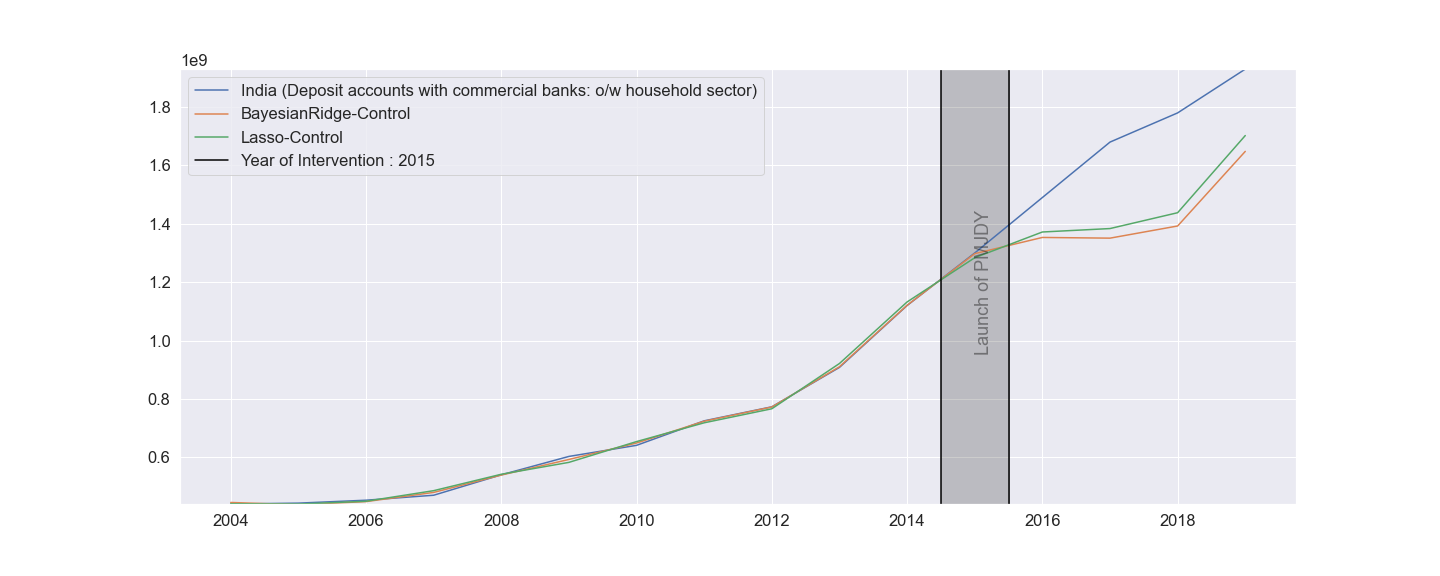 1e9
India (Deposit accounts with commercial banks: o/w household sector)
BayesianRidge-Control
Lasso-Control
Year of Intervention : 2015
1.8
1.6
1.4
1.2
1.0
0.8
0.6
Launch of PMJDY
2004
2006
2008
2010
2012
2014
2016
2018